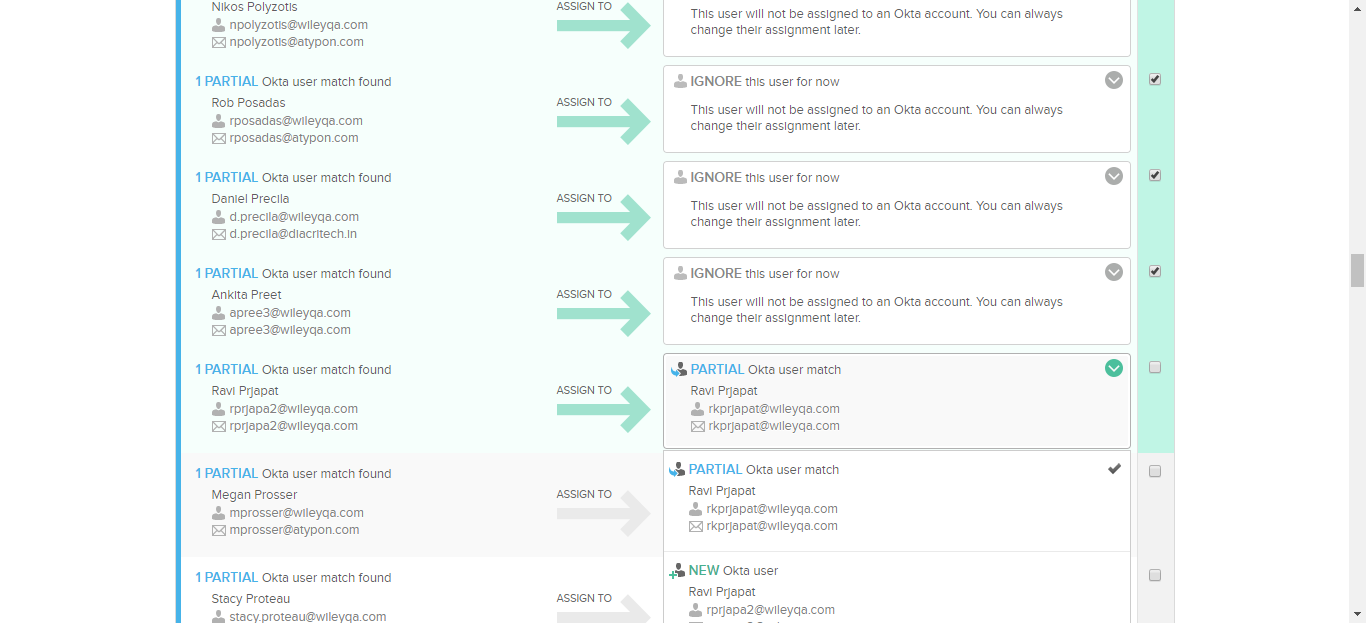 Nikos Polyzotis
npolyzotis@wileyqa.com
npolyzotis@atypon.com
ASSIGN TO
This user will not be assigned to an Okta account. You can always
change their assignment later.
1 PARTIAL Okta user match found
Rob Posadas
rposadas@wileyqa.com
rposadas@atypon.com
ASSIGN TO
IGNORE this user for now
This user will not be assigned to an Okta account. You can always
change their assignment later.
1 PARTIAL Okta user match found
Daniel Precila
d.precila@wileyqa.com
d.precila@diacritech.in
ASSIGN TO
IGNORE this user for now
This user will not be assigned to an Okta account. You can always
change their assignment later.
1 PARTIAL Okta user match found
Ankita Preet
apree3@wileyqa.com
apree3@wileyqa.com
ASSIGN TO
IGNORE this user for now
This user will not be assigned to an Okta account. You can always
change their assignment later.
1 PARTIAL Okta user match found
Ravi Prjapat
rprjapa2@wileyqa.com
rprjapa2@wileyqa.com
ASSIGN TO
PARTIAL Okta user match
Ravi Prjapat
rkprjapat@wileyqa.com
rkprjapat@wileyqa.com
1 PARTIAL Okta user match found
Megan Prosser
mprosser@wileyqa.com
mprosser@atypon.com
ASSIGN TO
PARTIAL Okta user match
Ravi Prjapat
rkprjapat@wileyqa.com
rkprjapat@wileyqa.com
1 PARTIAL Okta user match found
Stacy Proteau
stacy.proteau@wileyqa.com
ASSIGN TO
NEW Okta user
Ravi Prjapat
rprjapa2@wileyqa.com